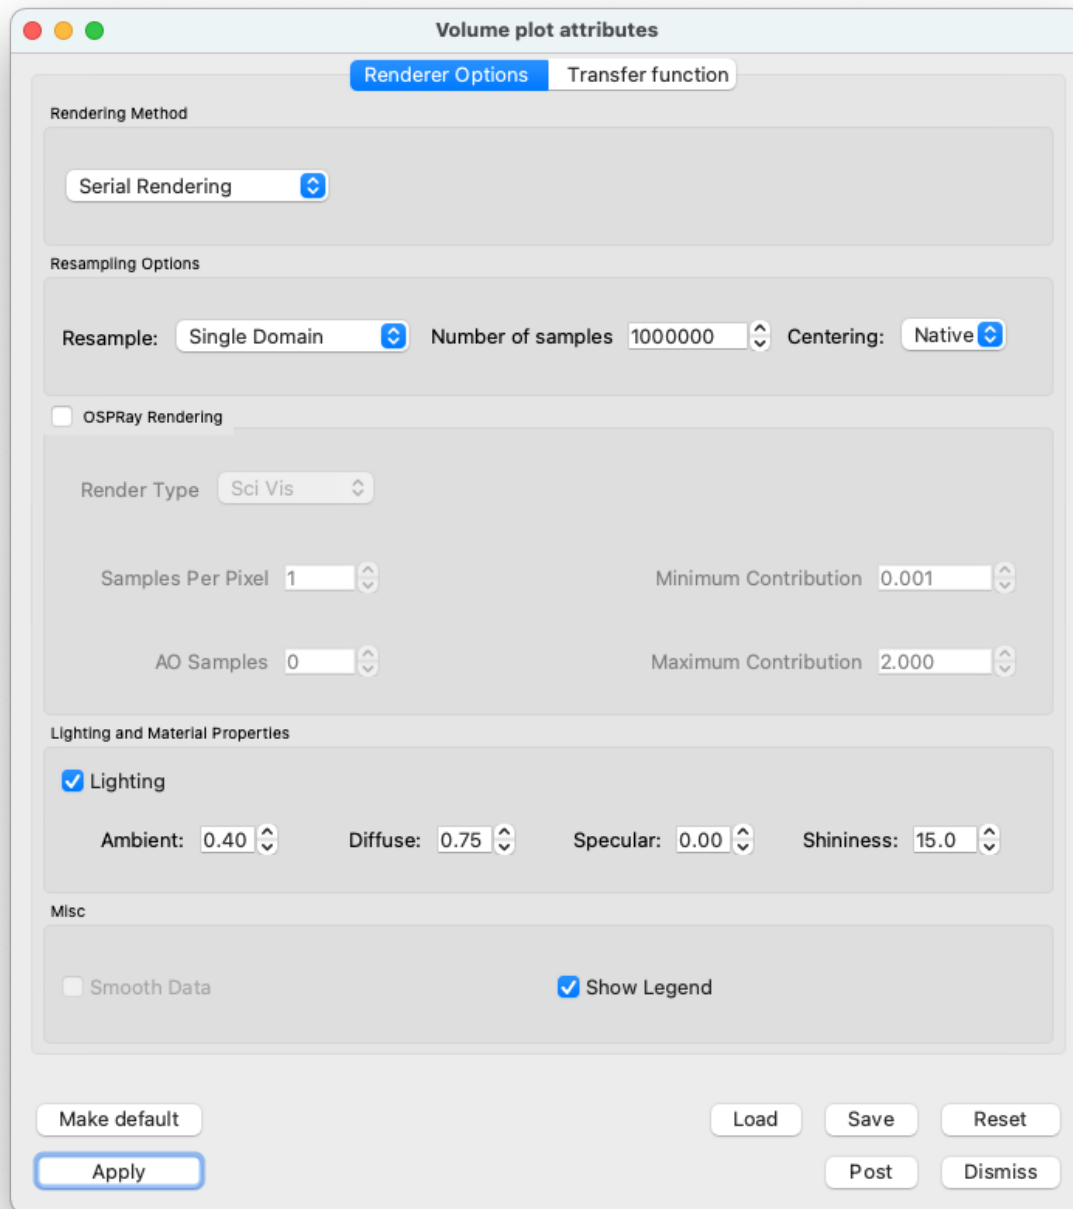 Volume plot attributes
Renderer Options Transfer function
Rendering Method
Serial Rendering
Resampling Options
Resample: Single Domain Number of samples 1000000 Centering: Native
OSPRay Rendering
Render Type Sci Vis
Samples Per Pixel 1 Minimum Contribution 0.001
AO Samples 0 Maximum Contribution 2.000
Lighting and Material Properties
Lighting
Ambient: 0.40 Diffuse: 0.75 Specular: 0.00 Shininess: 15.0
Misc
Smooth Data Show Legend
Make default Load Save Reset
Apply Post Dismiss